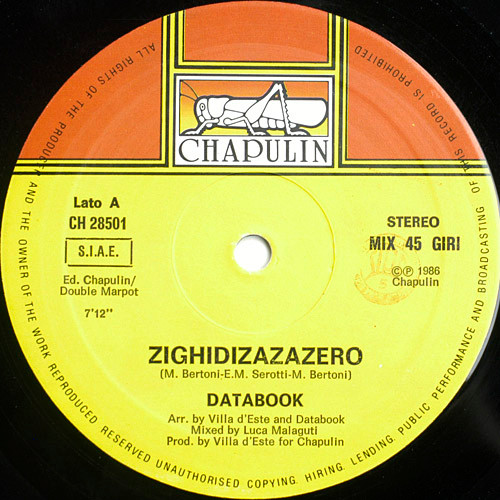 ALL RIGHTS OF THE PRODUCER AND THE OWNER OF THE WORK REPRODUCED RESERVED UNAUTHORISED COPYING. HIRING. LENDING. PUBLIC PERFORMANCE AND BROADCASTING OF THIS RECORD IS PROHIBITED
CHAPULIN
Lato A
CH 28501
S.I.A.E.
Ed. Chapulin/
Double Marpot
7'12"
STEREO
MIX 45 GIRI
©℗ 1986
Chapulin
ZIGHIDIZAZAZERO
(M. Bertoni-E.M. Serotti-M. Bertoni)
DATABOOK
Arr. by Villa d'Este and Databook
Mixed by Luca Malaguti
Prod. by Villa d'Este for Chapulin